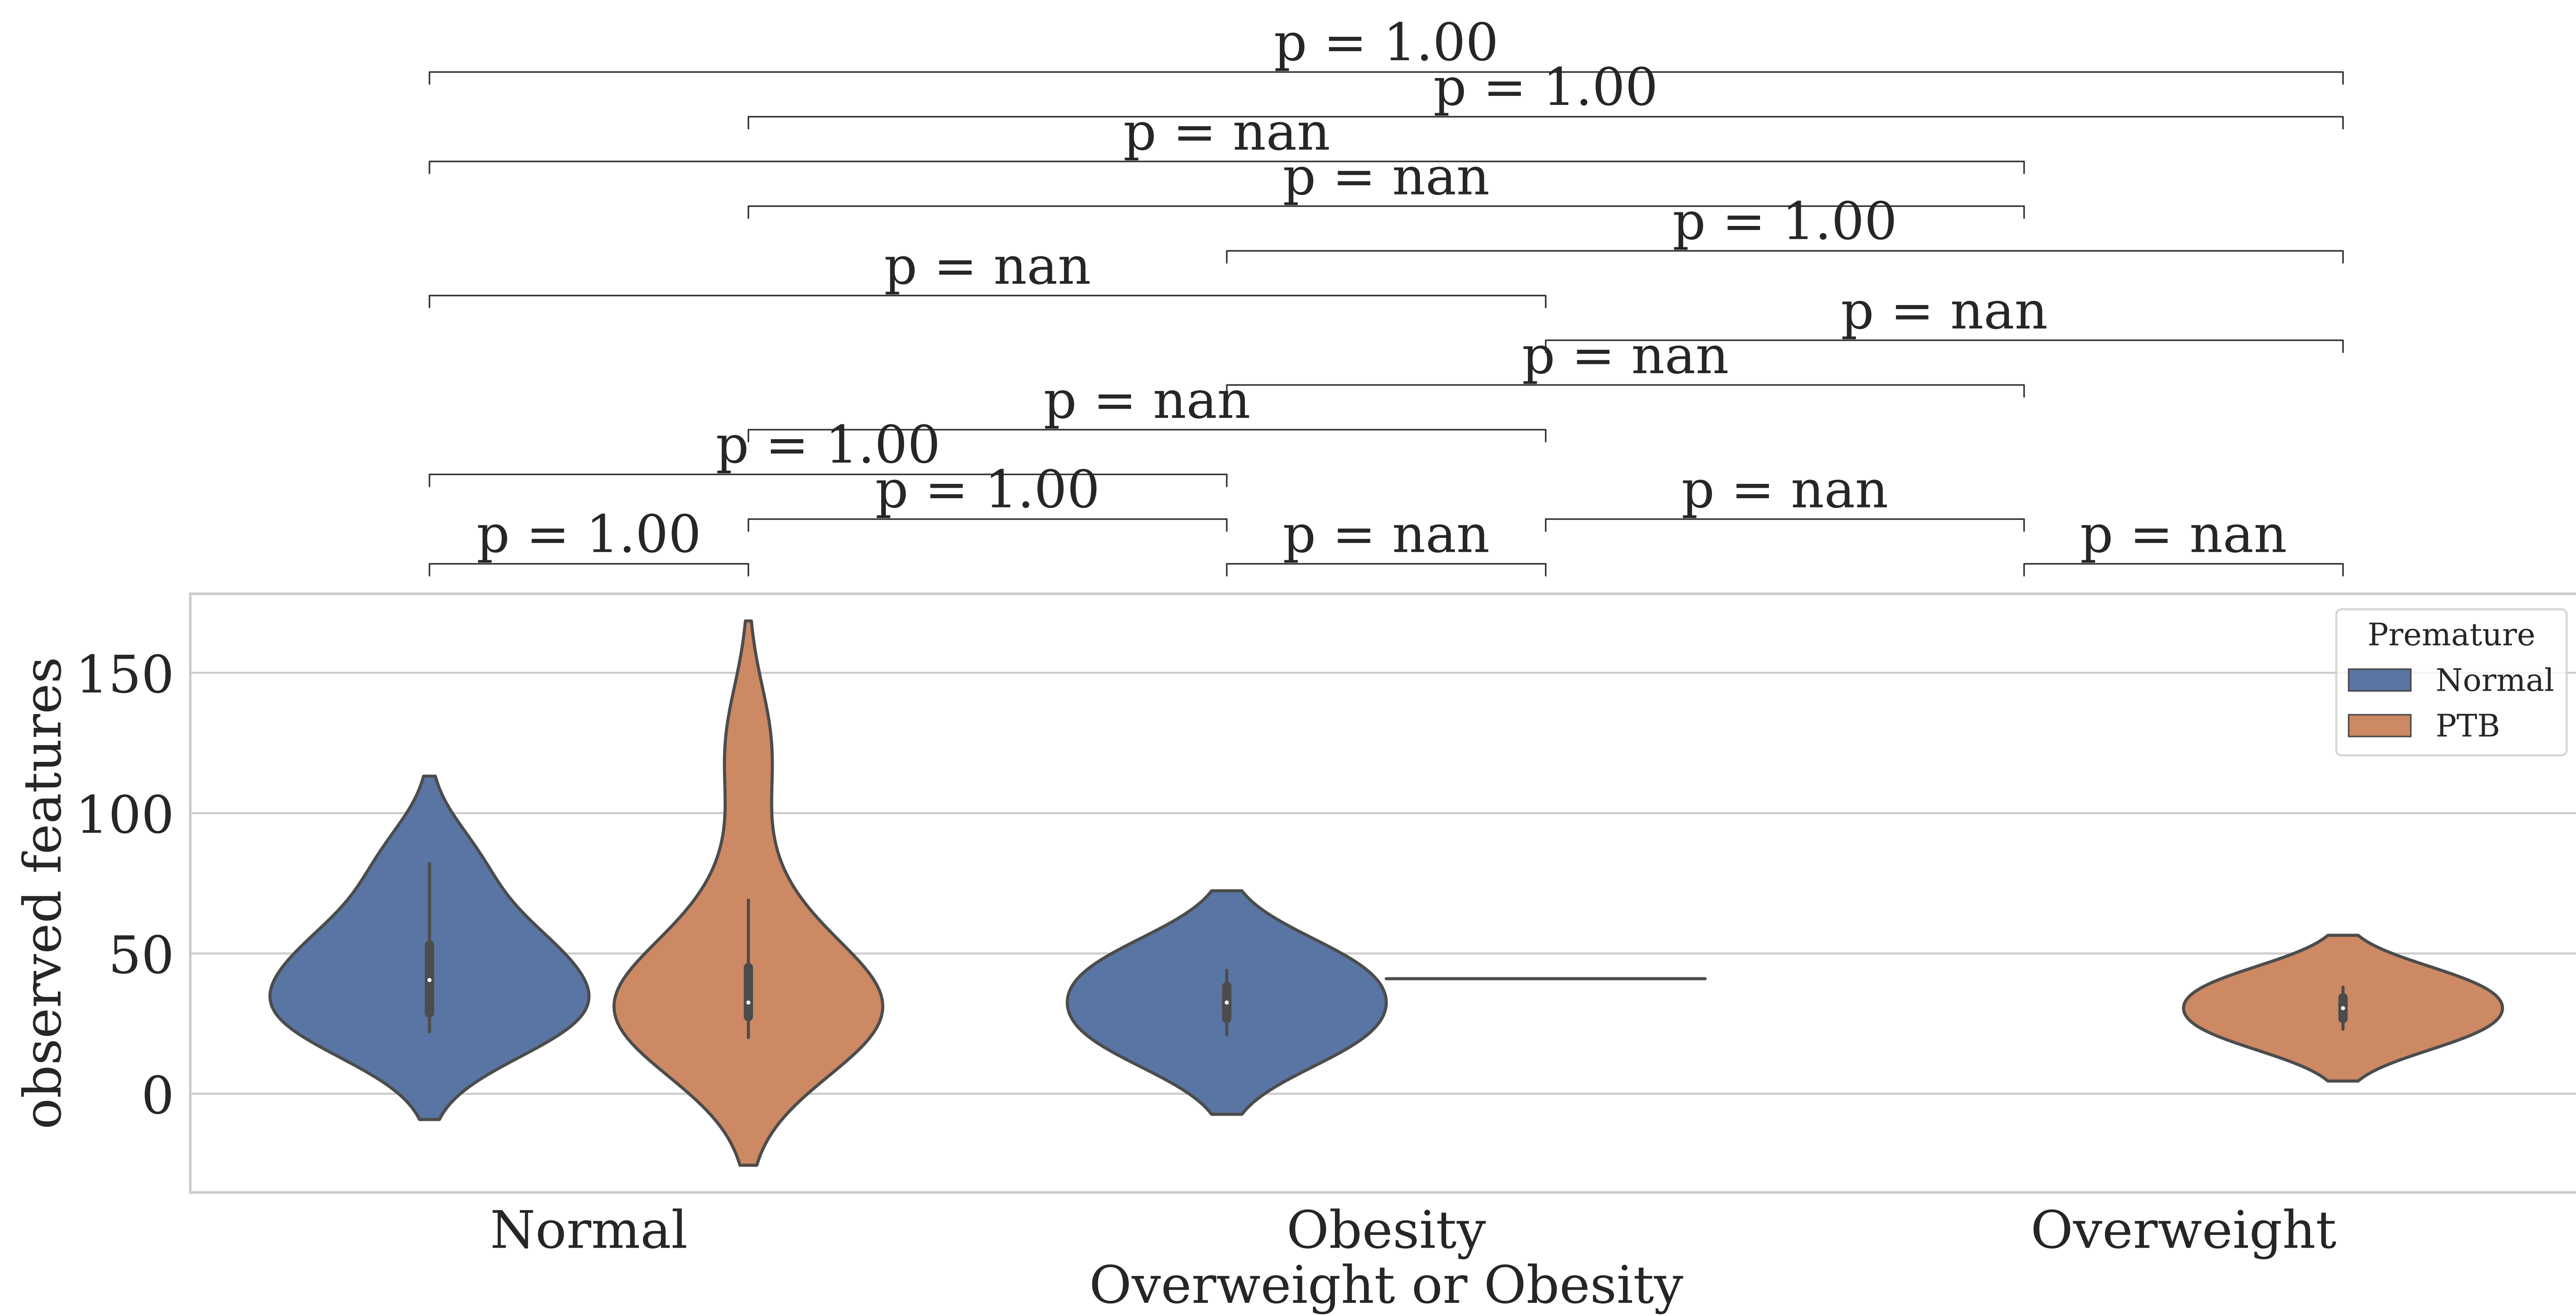 p = 1.00
p = 1.00
p = nan
p = nan
p = 1.00
p = nan
p = nan
p = nan
p = nan
p = 1.00
p = 1.00
p = nan
p = 1.00
p = nan
p = nan
Premature
Normal
PTB
observed features
150
100
50
0
Normal
Obesity
Overweight
Overweight or Obesity